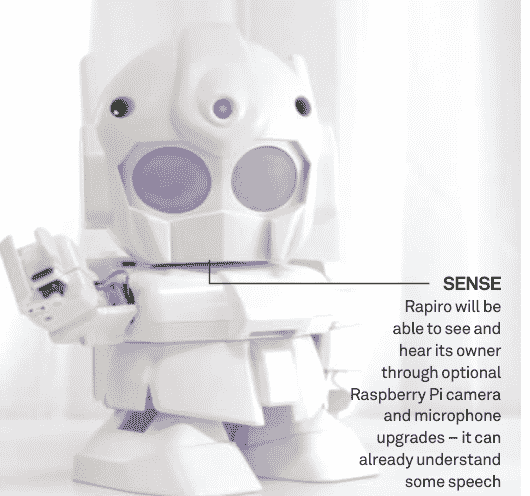 SENSE
Rapiro will be
able to see and
hear its owner
through optional
Raspberry Pi camera
and microphone
upgrades – it can
already understand
some speech